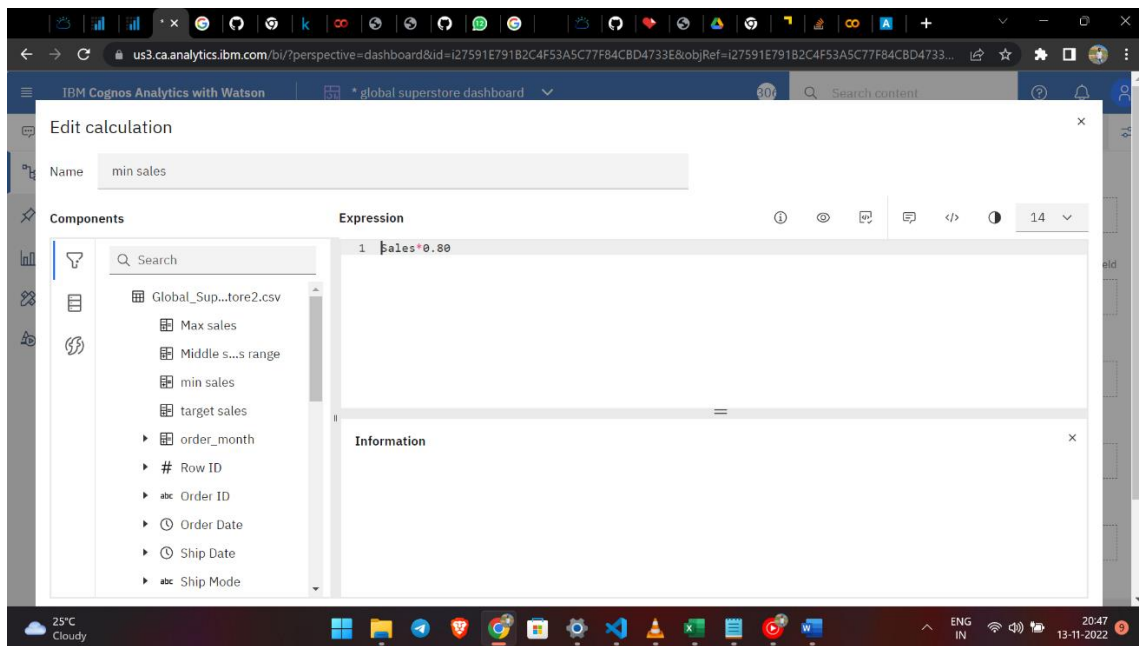 us3.ca.analytics.ibm.com/bi/?perspective=dashboard&id=i27591E791B2C4F53A5C77F84CBD4733E&objRef=i27591E791B2C4F53A5C77F84CBD4733...
IBM Cognos Analytics with Watson * global superstore dashboard Search content
Edit calculation
Name min sales
Components Expression 14
Search 1 Sales*0.80
Global_Sup...tore2.csv
Max sales
Middle s...s range
min sales
target sales
order_month Information
# Row ID
abc Order ID
Order Date
Ship Date
abc Ship Mode
25°C
Cloudy
ENG
IN
20:47
13-11-2022
9